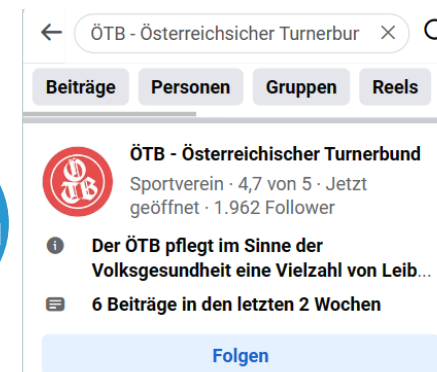 ÖTB - Österreichsicher Turnerbur
Beiträge Personen Gruppen Reels
ÖTB - Österreichischer Turnerbund
Sportverein · 4,7 von 5 · Jetzt
geöffnet · 1.962 Follower
ÖTB
Der ÖTB pflegt im Sinne der
Volksgesundheit eine Vielzahl von Leib...
6 Beiträge in den letzten 2 Wochen
Folgen